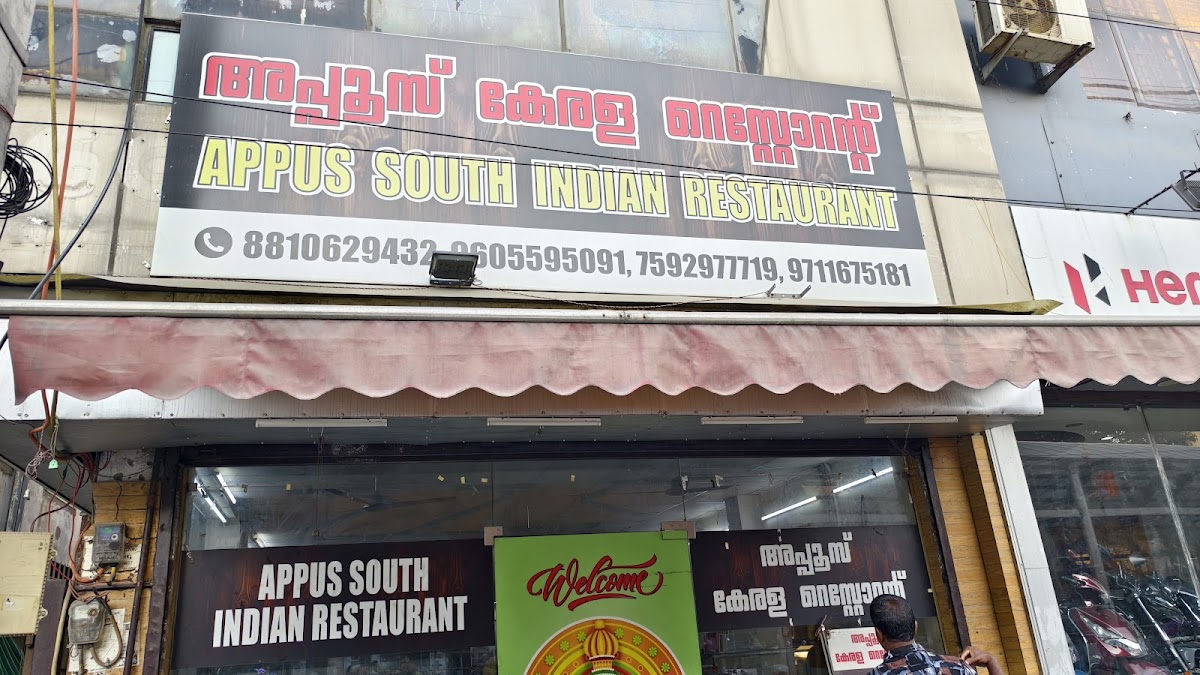 അപ്പൂസ് കേരള റെസ്റ്റോറന്റ്
APPUS SOUTH INDIAN RESTAURANT
8810629432, 9605595091, 7592977719, 9711675181
APPUS SOUTH
INDIAN RESTAURANT
Welcome
അപ്പൂസ്
കേരള റെസ്റ്റോറന്റ്